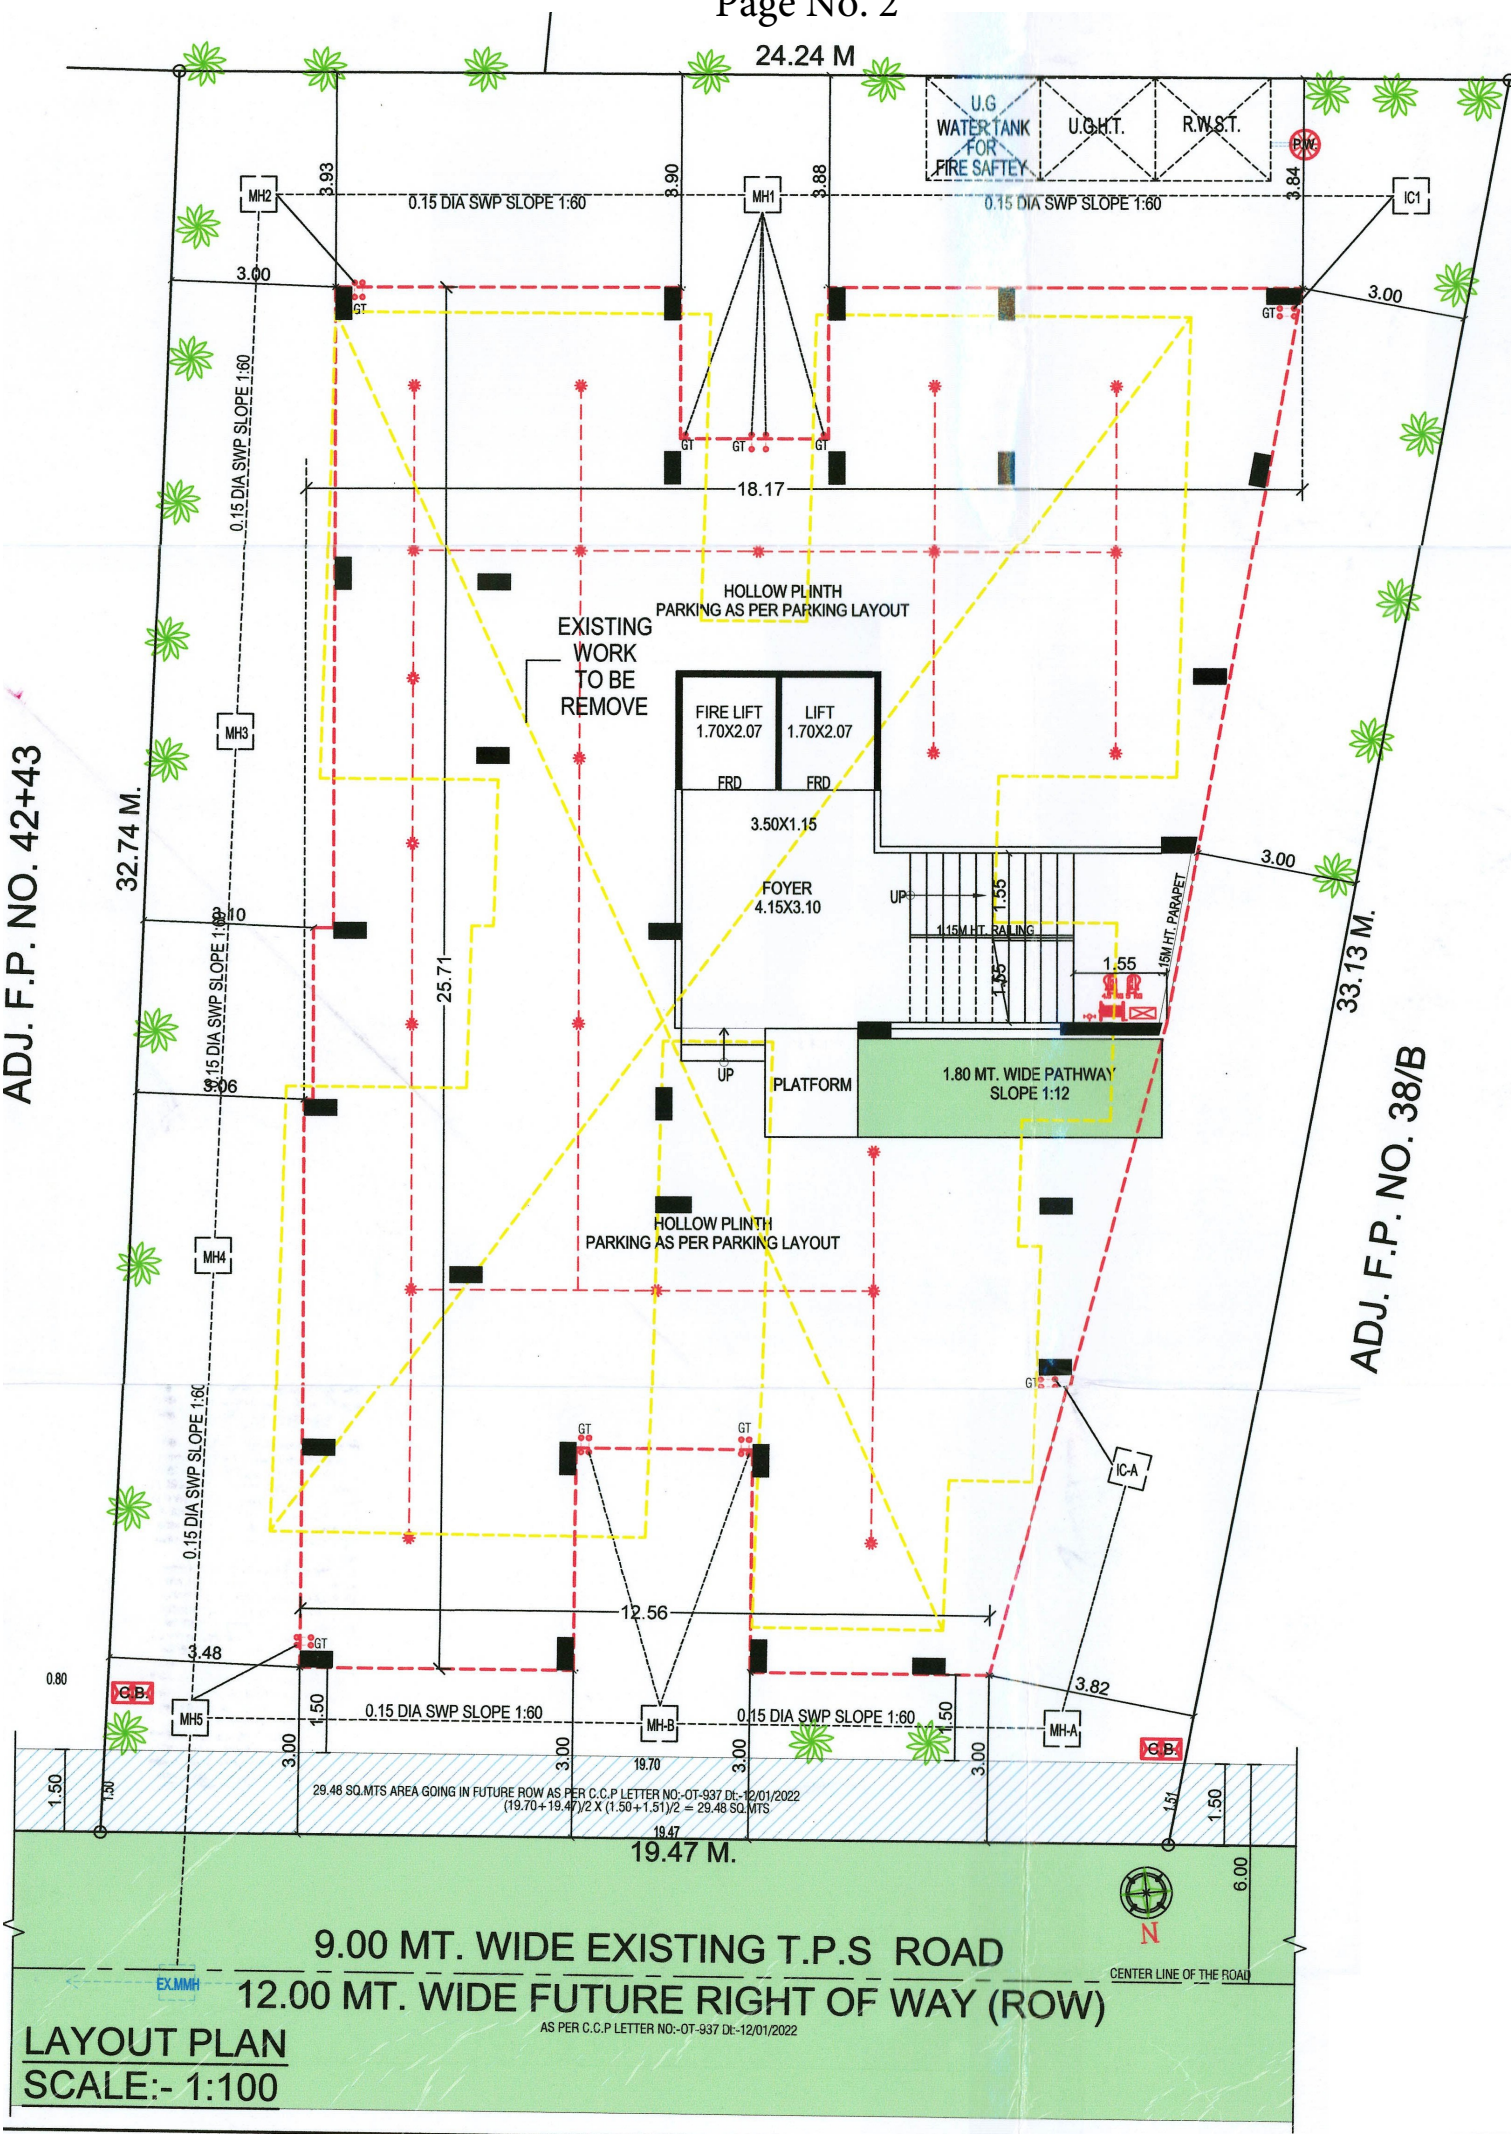 Page No. 2
24.24 M
U.G
WATER TANK
FOR
FIRE SAFTEY
U.G.H.T.
R.W.S.T.
P.W.
3.93
3.90
3.88
3.84
MH2
0.15 DIA SWP SLOPE 1:60
MH1
0.15 DIA SWP SLOPE 1:60
IC1
3.00
GT
GT
3.00
0.15 DIA SWP SLOPE 1:60
GT
GT
GT
18.17
HOLLOW PLINTH
PARKING AS PER PARKING LAYOUT
EXISTING
WORK
TO BE
REMOVE
MH3
FIRE LIFT
1.70X2.07
LIFT
1.70X2.07
FRD
FRD
3.50X1.15
ADJ. F.P. NO. 42+43
32.74 M.
FOYER
4.15X3.10
UP
1.55
1.15M HT. RAILING
1.55
1.55
3.00
3.10
0.15 DIA SWP SLOPE 1:60
25.71
33.13 M.
3.06
UP
PLATFORM
1.80 MT. WIDE PATHWAY
SLOPE 1:12
ADJ. F.P. NO. 38/B
HOLLOW PLINTH
PARKING AS PER PARKING LAYOUT
MH4
0.15 DIA SWP SLOPE 1:60
GT
GT
GT
IC-A
12.56
GT
3.48
3.82
0.80
C.B.
MH5
1.50
0.15 DIA SWP SLOPE 1:60
MH-B
0.15 DIA SWP SLOPE 1:60
1.50
MH-A
C.B.
3.00
3.00
3.00
3.00
1.50
1.50
19.70
29.48 SQ.MTS AREA GOING IN FUTURE ROW AS PER C.C.P LETTER NO:-OT-937 Dt:-12/01/2022
(19.70+19.47)/2 X (1.50+1.51)/2 = 29.48 SQ.MTS
1.51
1.50
19.47
19.47 M.
6.00
N
9.00 MT. WIDE EXISTING T.P.S ROAD
CENTER LINE OF THE ROAD
EX.MMH
12.00 MT. WIDE FUTURE RIGHT OF WAY (ROW)
AS PER C.C.P LETTER NO:-OT-937 Dt:-12/01/2022
LAYOUT PLAN
SCALE:- 1:100